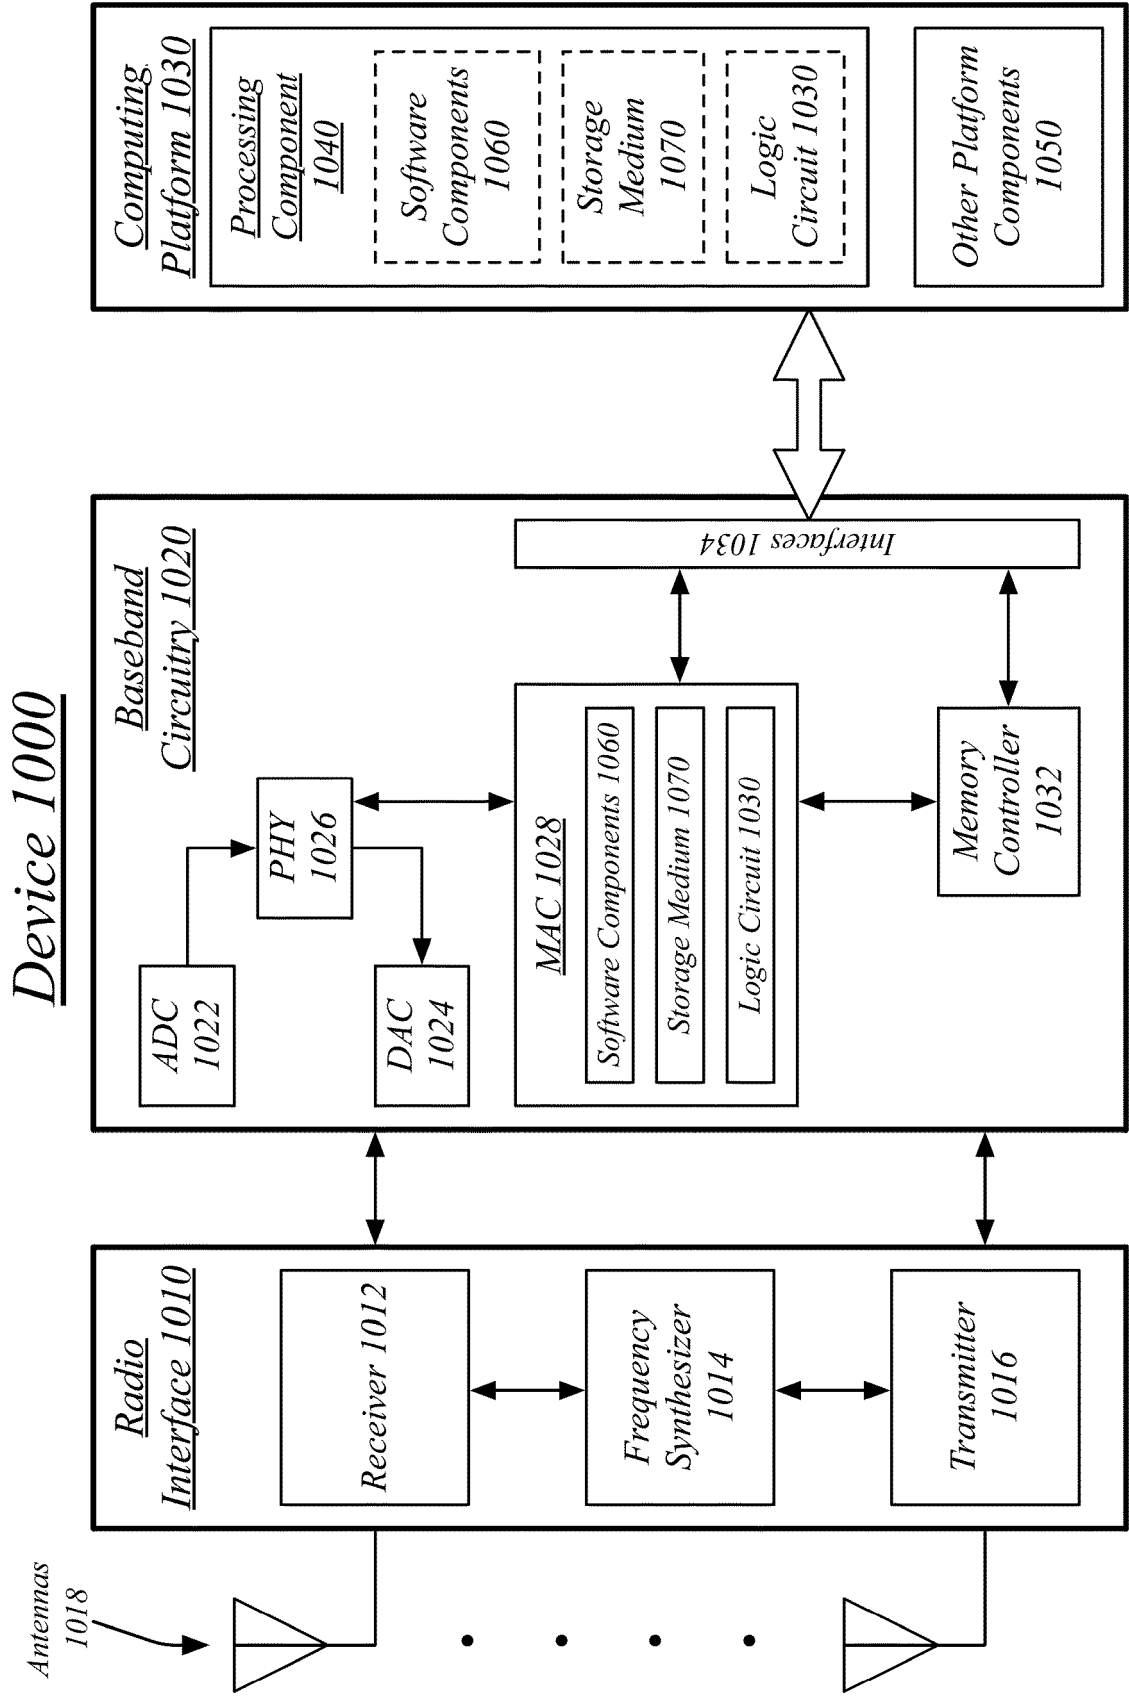 Device 1000
Antennas
1018
Radio
Interface 1010
Receiver 1012
Frequency
Synthesizer
1014
Transmitter
1016
Baseband
Circuitry 1020
ADC
1022
PHY
1026
DAC
1024
MAC 1028
Software Components 1060
Storage Medium 1070
Logic Circuit 1030
Memory
Controller
1032
Interfaces 1034
Computing
Platform 1030
Processing
Component
1040
Software
Components
1060
Storage
Medium
1070
Logic
Circuit 1030
Other Platform
Components
1050